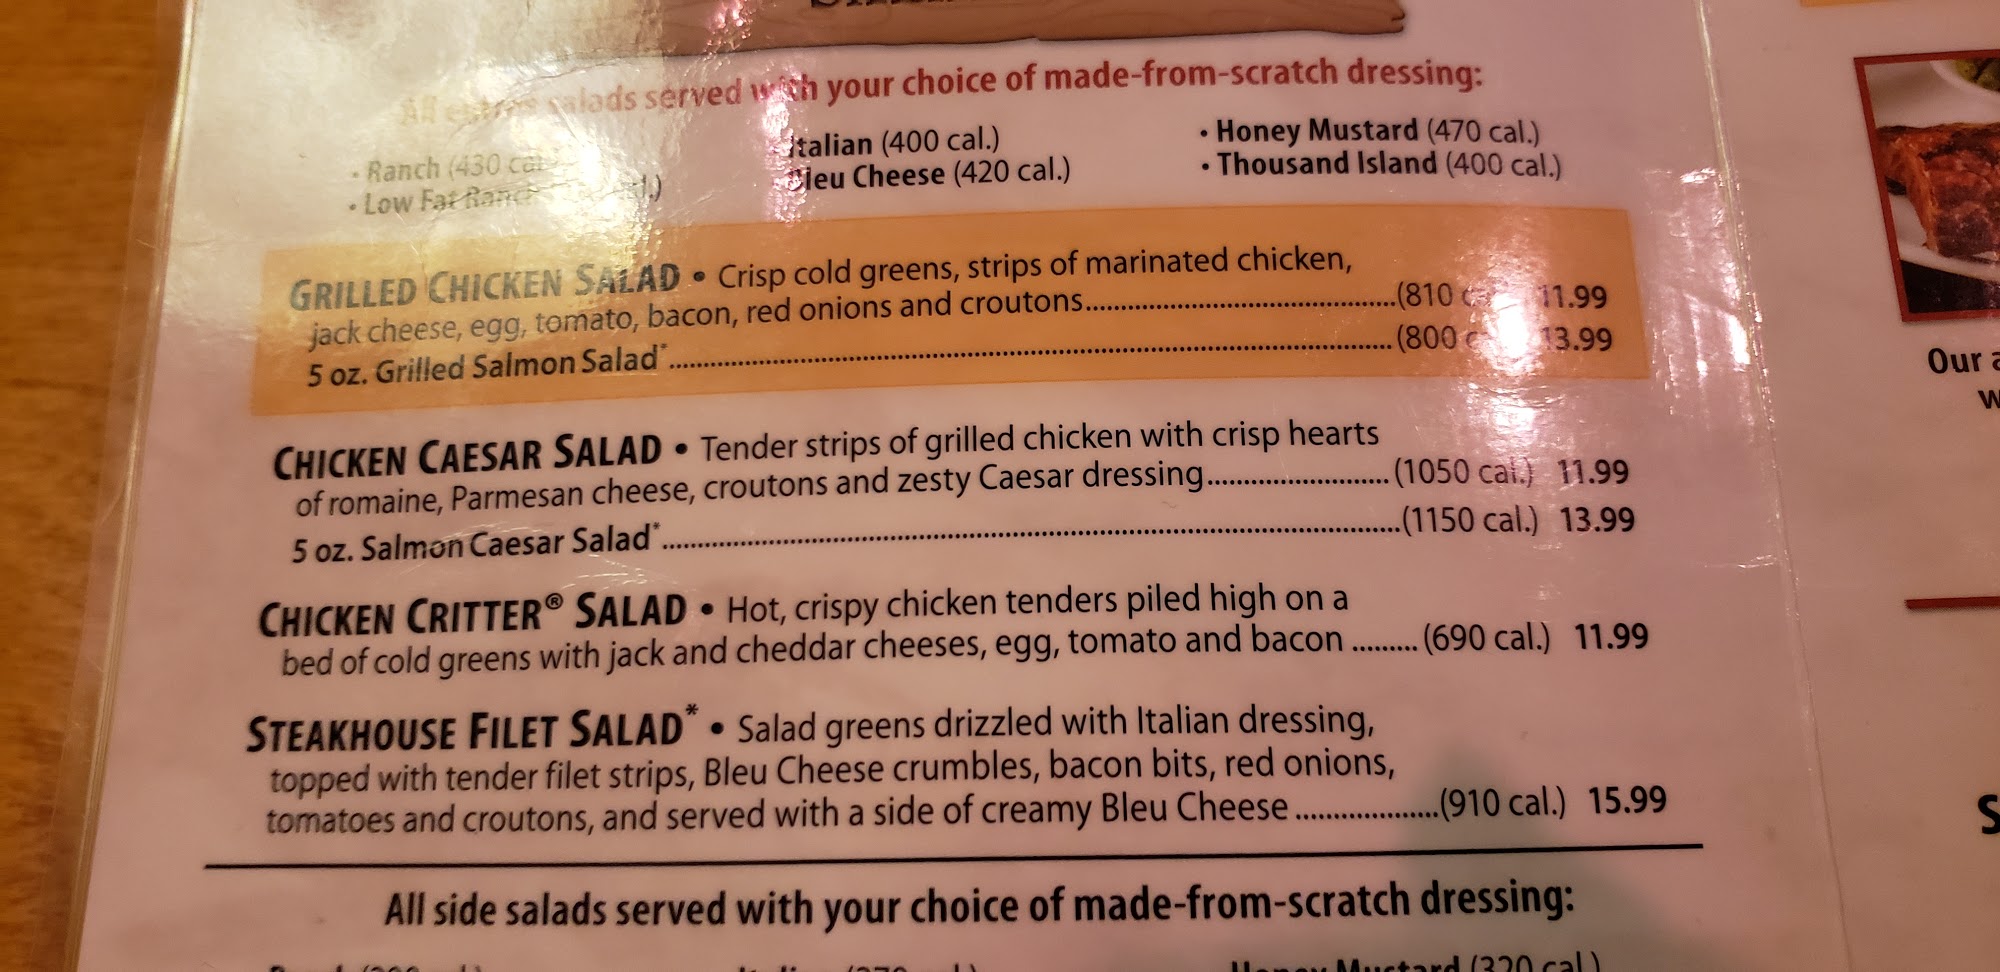 All entrée salads served with your choice of made-from-scratch dressing:
• Ranch (430 cal.)
• Low Fat Ranch
Italian (400 cal.)
Bleu Cheese (420 cal.)
• Honey Mustard (470 cal.)
• Thousand Island (400 cal.)
GRILLED CHICKEN SALAD • Crisp cold greens, strips of marinated chicken,
jack cheese, egg, tomato, bacon, red onions and croutons (810 11.99
5 oz. Grilled Salmon Salad* (800 13.99
CHICKEN CAESAR SALAD • Tender strips of grilled chicken with crisp hearts
of romaine, Parmesan cheese, croutons and zesty Caesar dressing (1050 cal.) 11.99
5 oz. Salmon Caesar Salad* (1150 cal.) 13.99
CHICKEN CRITTER® SALAD • Hot, crispy chicken tenders piled high on a
bed of cold greens with jack and cheddar cheeses, egg, tomato and bacon (690 cal.) 11.99
STEAKHOUSE FILET SALAD* • Salad greens drizzled with Italian dressing,
topped with tender filet strips, Bleu Cheese crumbles, bacon bits, red onions,
tomatoes and croutons, and served with a side of creamy Bleu Cheese (910 cal.) 15.99
All side salads served with your choice of made-from-scratch dressing:
Honey Mustard (320 cal.)
Our